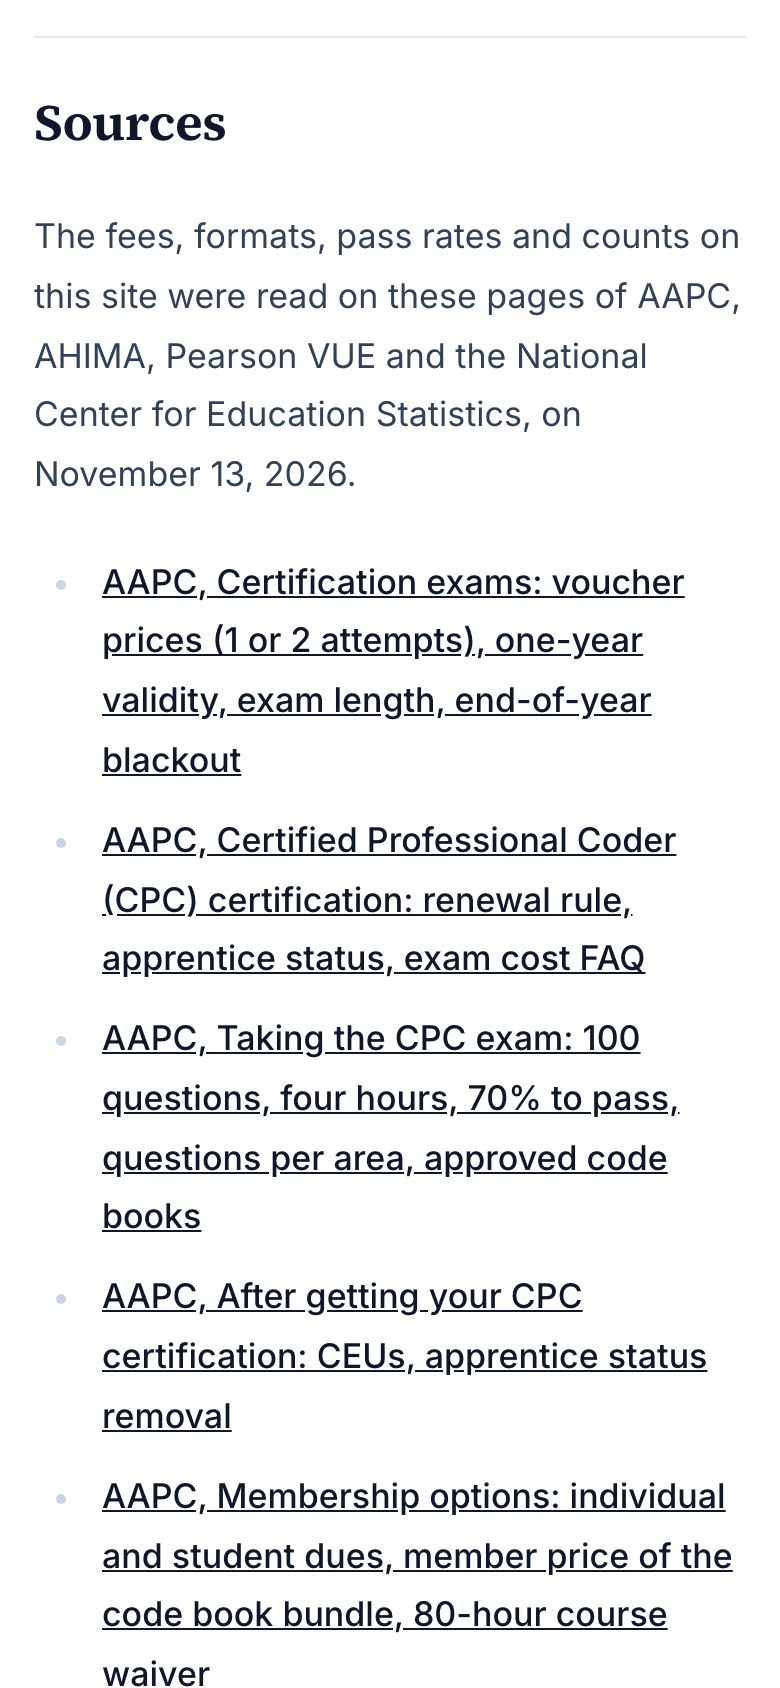 Sources
The fees, formats, pass rates and counts on
this site were read on these pages of AAPC,
AHIMA, Pearson VUE and the National
Center for Education Statistics, on
November 13, 2026.
AAPC, Certification exams: voucher
prices (1 or 2 attempts), one-year
validity, exam length, end-of-year
blackout
AAPC, Certified Professional Coder
(CPC) certification: renewal rule,
apprentice status, exam cost FAQ
AAPC, Taking the CPC exam: 100
questions, four hours, 70% to pass,
questions per area, approved code
books
AAPC, After getting your CPC
certification: CEUs, apprentice status
removal
AAPC, Membership options: individual
and student dues, member price of the
code book bundle, 80-hour course
waiver